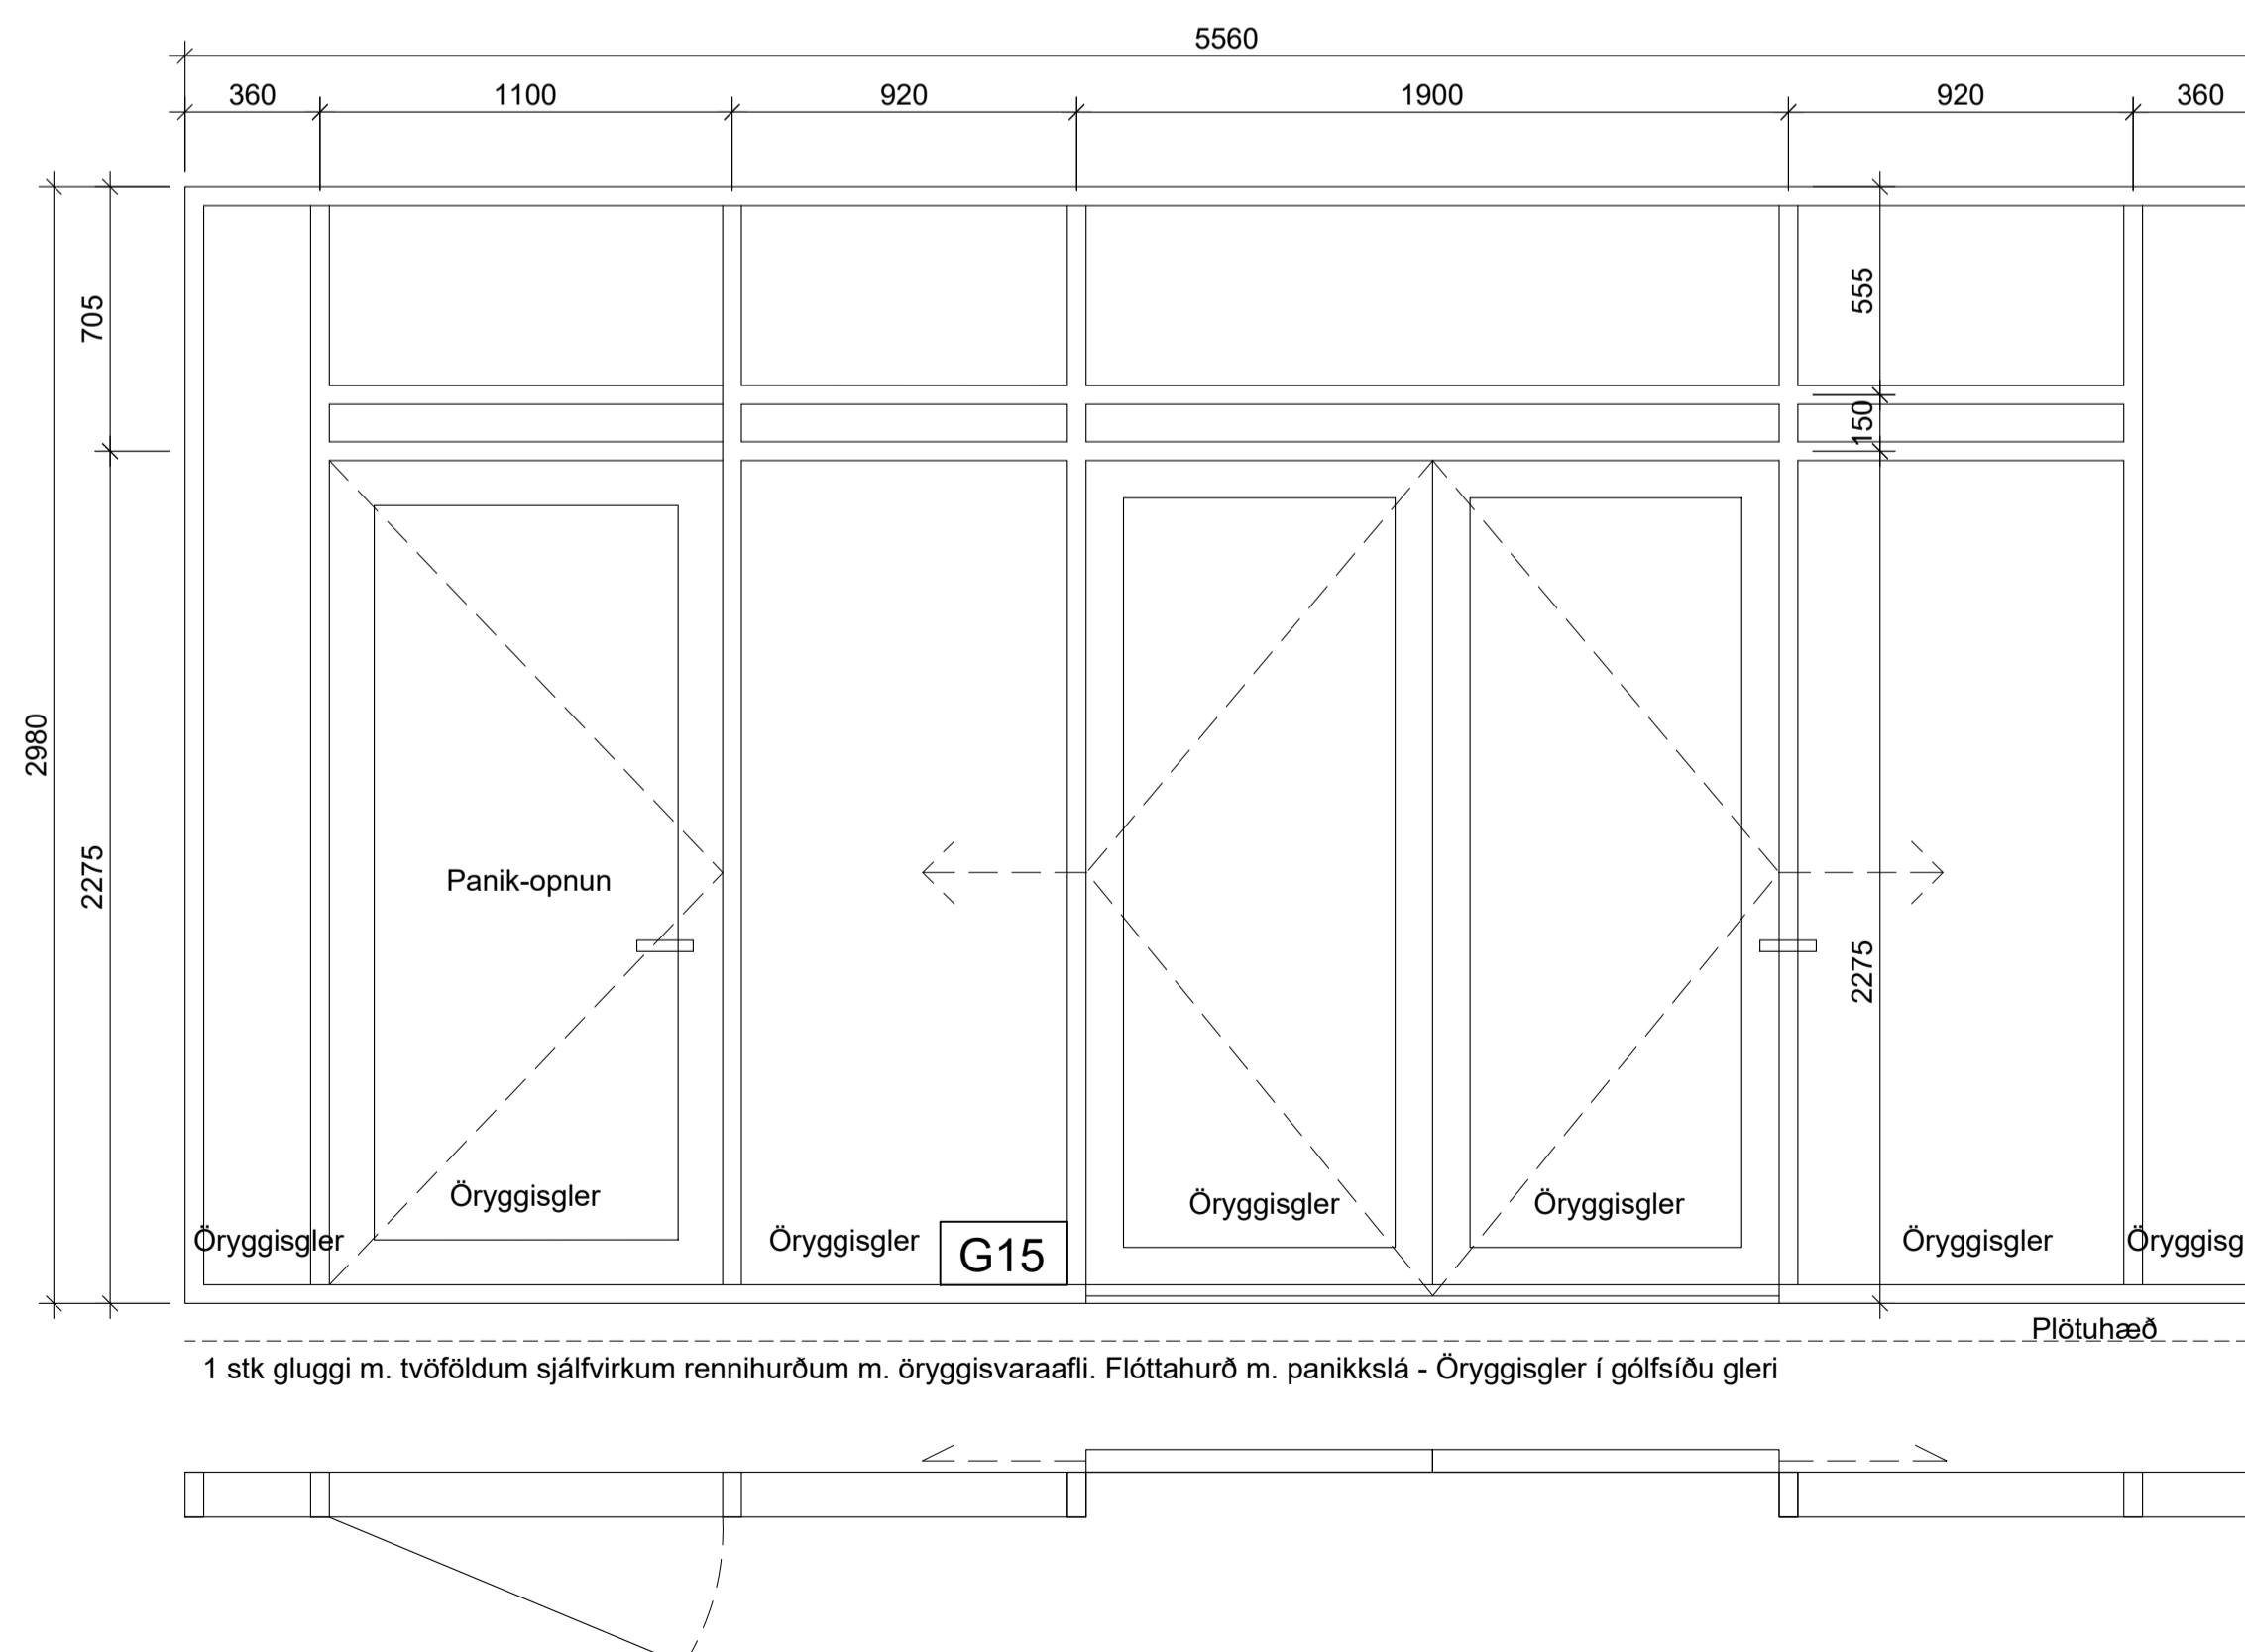 5560
360
1100
920
1900
920
360
705
555
150
2980
2275
2275
Panik-opnun
Öryggisgler
Öryggisgler
Öryggisgler
G15
Öryggisgler
Öryggisgler
Öryggisgler
Öryggisg
Plötuhæð
1 stk gluggi m. tvöföldum sjálfvirkum rennihurðum m. öryggisvaraafli. Flóttahurð m. panikkslá - Öryggisgler í gólfsíðu gleri